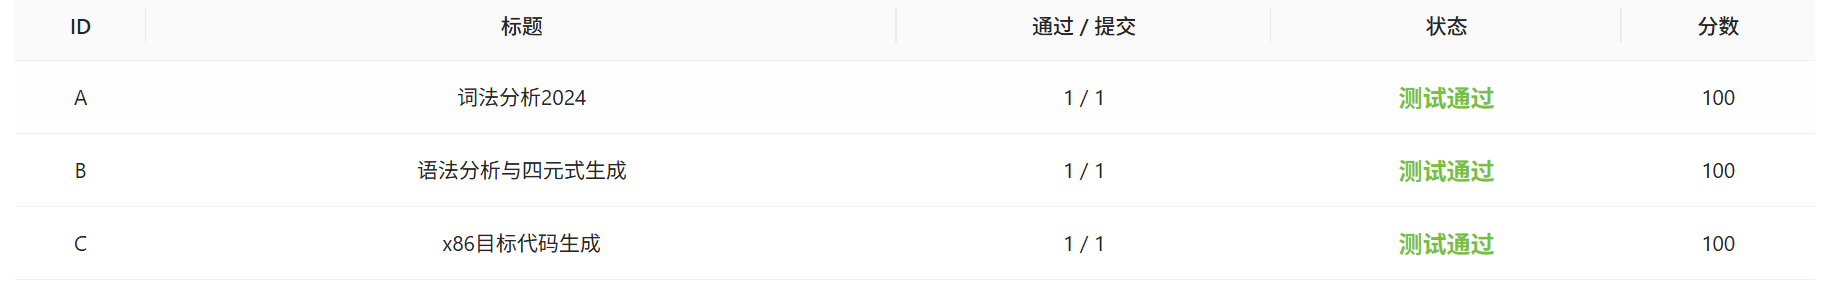 ID 标题 通过 / 提交 状态 分数
A 词法分析2024 1 / 1 测试通过 100
B 语法分析与四元式生成 1 / 1 测试通过 100
C x86目标代码生成 1 / 1 测试通过 100